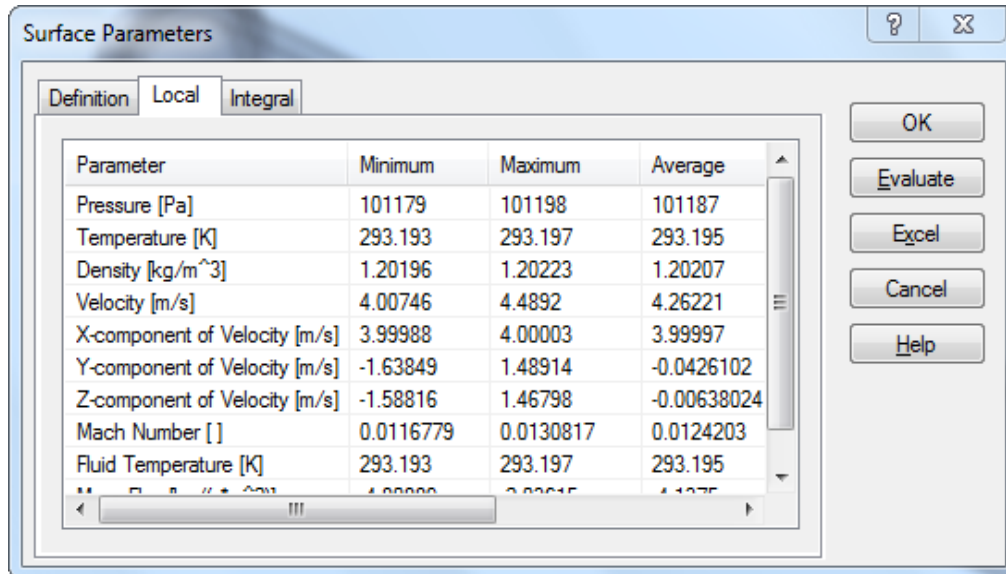 Surface Parameters
Definition Local Integral
Parameter Minimum Maximum Average
Pressure [Pa] 101179 101198 101187
Temperature [K] 293.193 293.197 293.195
Density [kg/m^3] 1.20196 1.20223 1.20207
Velocity [m/s] 4.00746 4.4892 4.26221
X-component of Velocity [m/s] 3.99988 4.00003 3.99997
Y-component of Velocity [m/s] -1.63849 1.48914 -0.0426102
Z-component of Velocity [m/s] -1.58816 1.46798 -0.00638024
Mach Number [ ] 0.0116779 0.0130817 0.0124203
Fluid Temperature [K] 293.193 293.197 293.195
OK
Evaluate
Excel
Cancel
Help